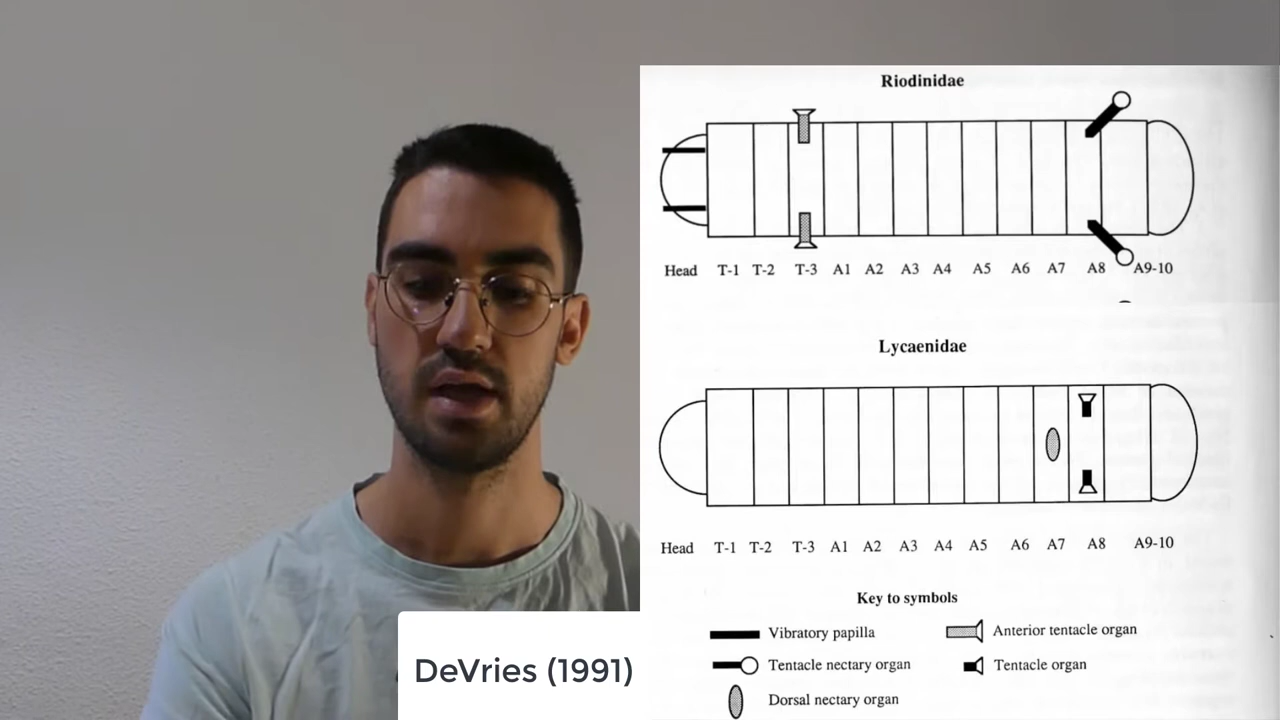 Riodinidae
Head T-1 T-2 T-3 A1 A2 A3 A4 A5 A6 A7 A8 A9-10
Lycaenidae
Head T-1 T-2 T-3 A1 A2 A3 A4 A5 A6 A7 A8 A9-10
Key to symbols
Vibratory papilla Anterior tentacle organ
Tentacle nectary organ Tentacle organ
Dorsal nectary organ
DeVries (1991)